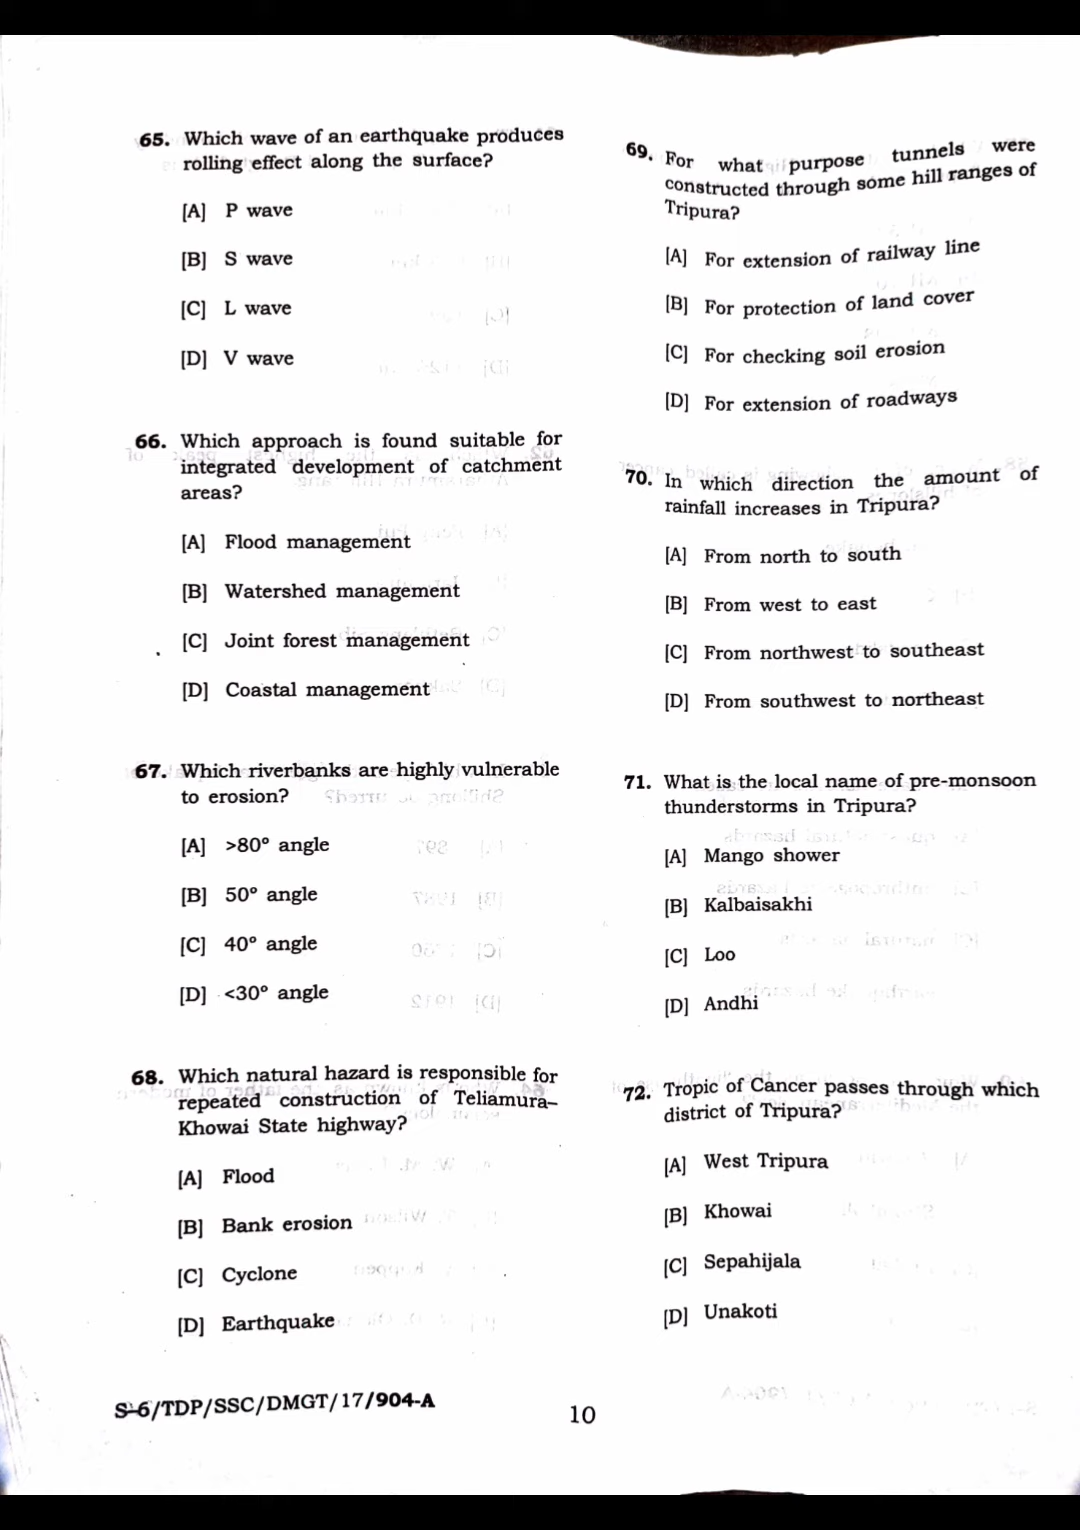 65. Which wave of an earthquake produces
rolling effect along the surface?
[A] P wave
[B] S wave
[C] L wave
[D] V wave
66. Which approach is found suitable for
integrated development of catchment
areas?
[A] Flood management
[B] Watershed management
[C] Joint forest management
[D] Coastal management
67. Which riverbanks are highly vulnerable
to erosion?
[A] >80° angle
[B] 50° angle
[C] 40° angle
[D] <30° angle
68. Which natural hazard is responsible for
repeated construction of Teliamura–
Khowai State highway?
[A] Flood
[B] Bank erosion
[C] Cyclone
[D] Earthquake
69. For what purpose tunnels were
constructed through some hill ranges of
Tripura?
[A] For extension of railway line
[B] For protection of land cover
[C] For checking soil erosion
[D] For extension of roadways
70. In which direction the amount of
rainfall increases in Tripura?
[A] From north to south
[B] From west to east
[C] From northwest to southeast
[D] From southwest to northeast
71. What is the local name of pre-monsoon
thunderstorms in Tripura?
[A] Mango shower
[B] Kalbaisakhi
[C] Loo
[D] Andhi
72. Tropic of Cancer passes through which
district of Tripura?
[A] West Tripura
[B] Khowai
[C] Sepahijala
[D] Unakoti
S–6/TDP/SSC/DMGT/17/904-A
10